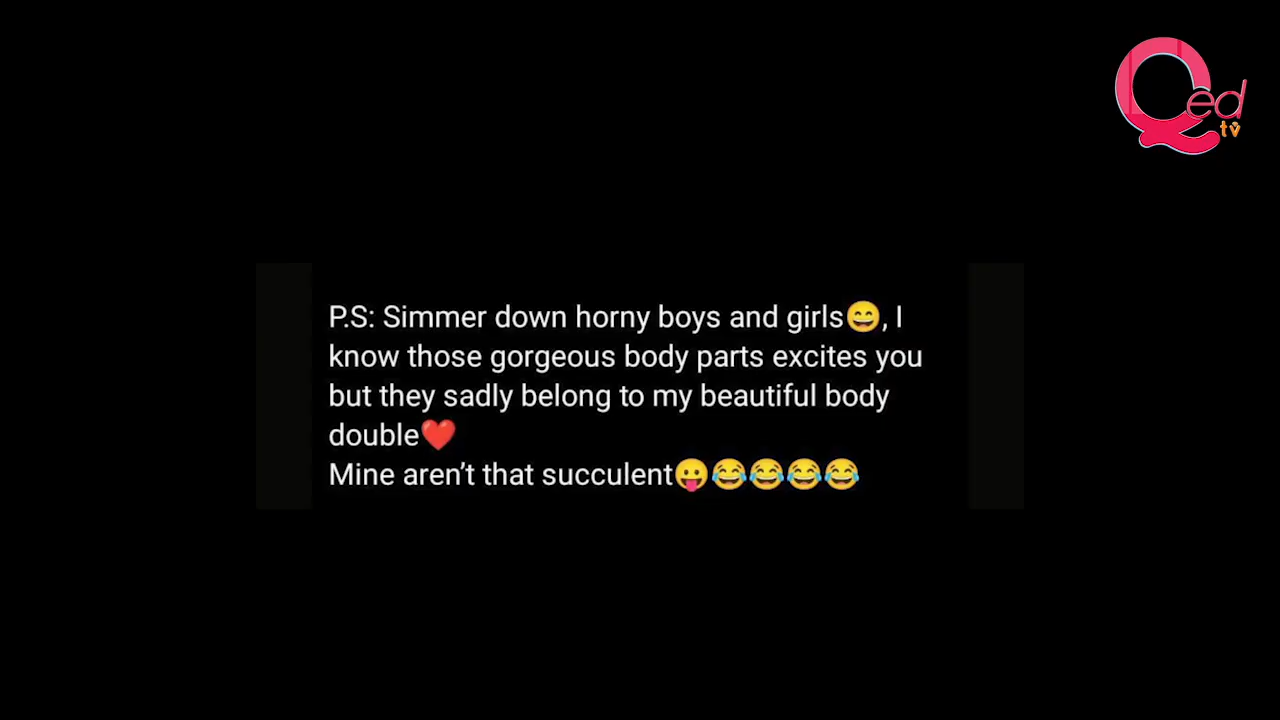 Qed
tv
P.S: Simmer down horny boys and girls😄, I
know those gorgeous body parts excites you
but they sadly belong to my beautiful body
double❤️
Mine aren’t that succulent😛😂😂😂😂